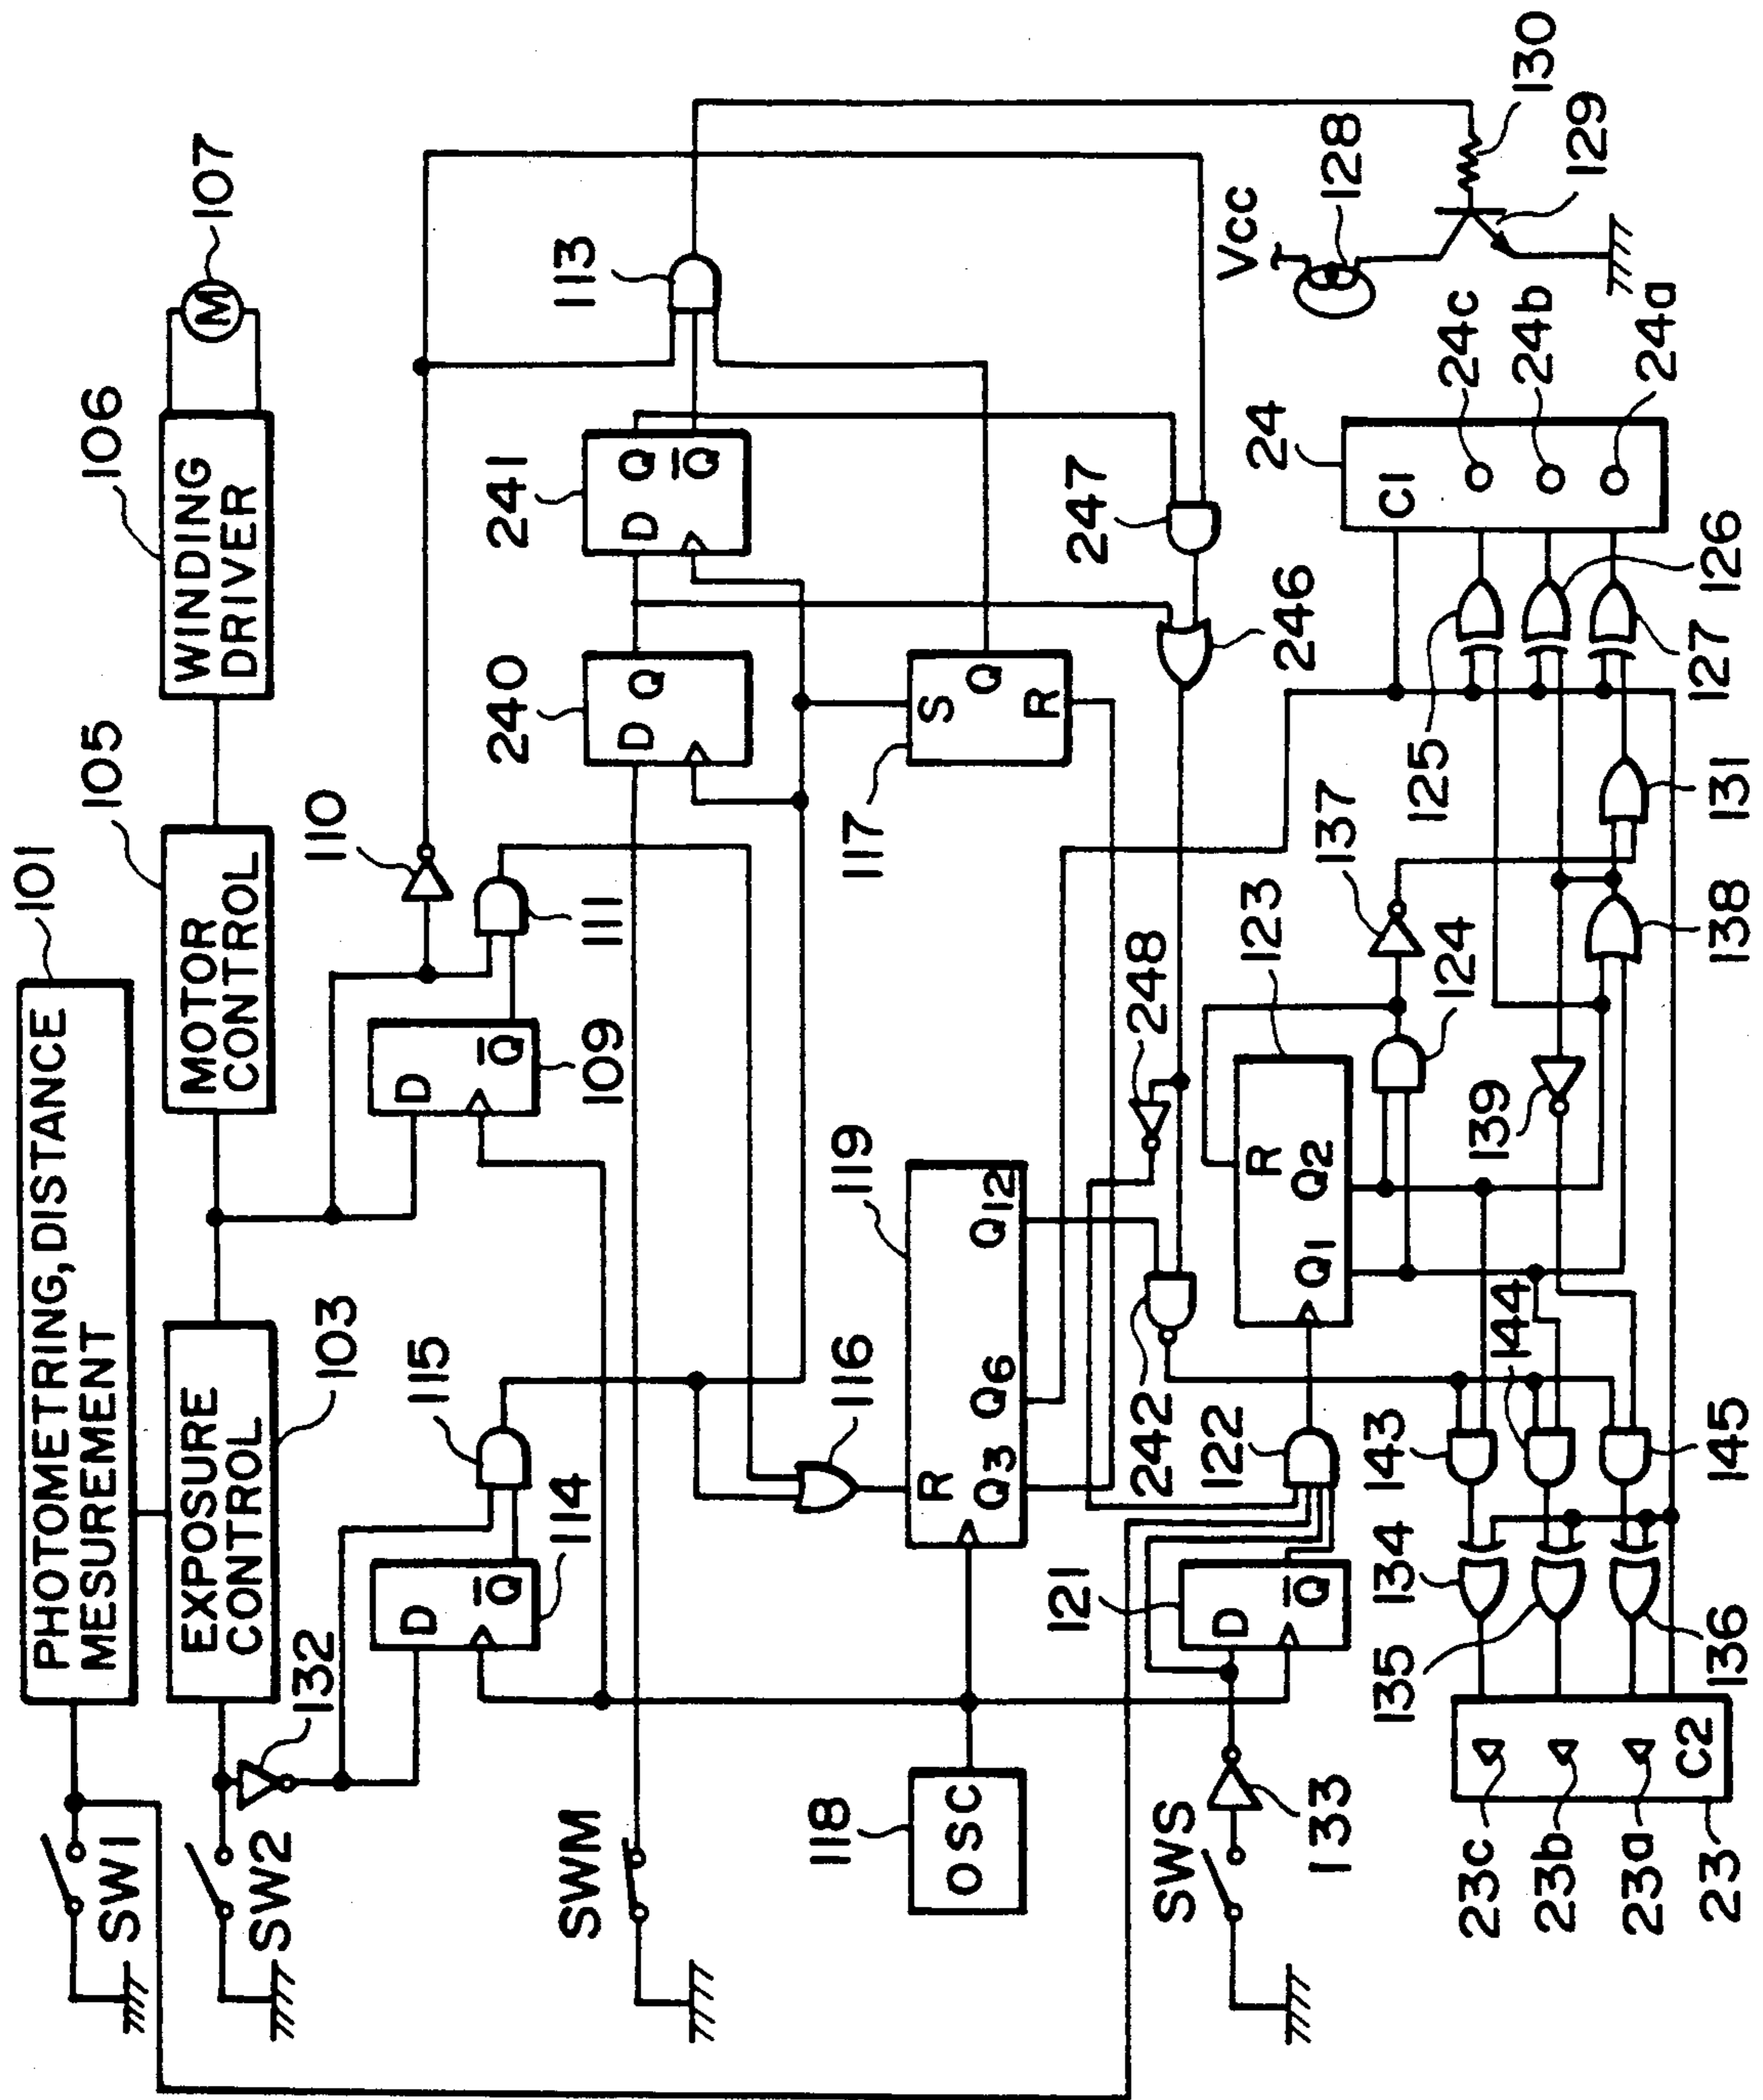 101
PHOTOMETRING, DISTANCE
MESUREMENT
SW1
103
EXPOSURE
CONTROL
105
MOTOR
CONTROL
106
WINDING
DRIVER
107
M
SW2
132
114
D
Q̅
115
109
D
Q̅
110
111
240
D
Q
241
D
Q
Q̅
113
SWM
116
117
S
Q
R
118
OSC
119
R
Q3
Q6
Q12
242
248
246
247
Vcc
128
130
129
SWS
133
121
D
Q̅
122
123
R
Q1
Q2
124
137
139
138
131
125
126
127
24
C1
24c
24b
24a
143
144
145
134
135
136
23c
23b
23a
23
C2